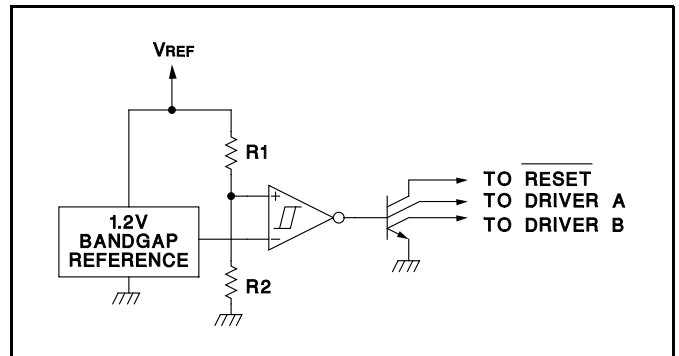 VREF
R1
+
TO RESET
TO DRIVER A
TO DRIVER B
1.2V
BANDGAP
REFERENCE
−
R2